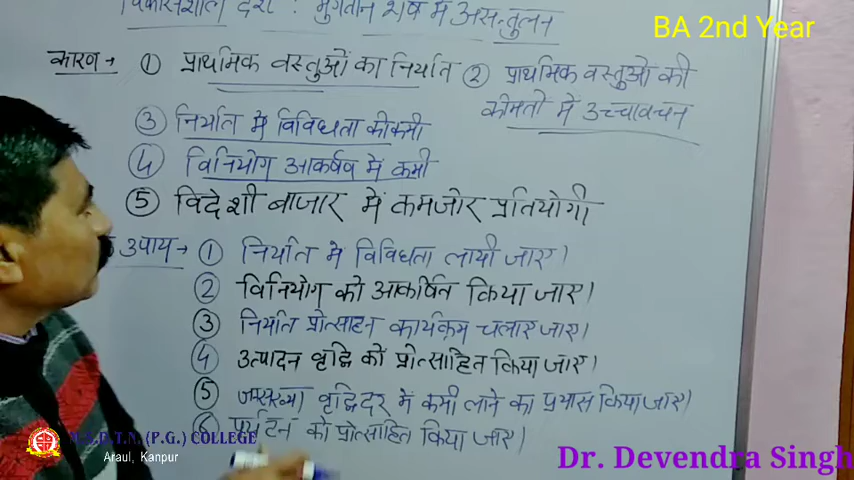 विकासशील देश : भुगतान शेष में असन्तुलन
BA 2nd Year
कारण → ① प्राथमिक वस्तुओं का निर्यात ② प्राथमिक वस्तुओं की
कीमतों में उच्चावचन
③ निर्यात में विविधता की कमी
④ विनियोग आकर्षण में कमी
⑤ विदेशी बाजार में कमजोर प्रतियोगी
उपाय → ① निर्यात में विविधता लायी जाए।
② विनियोग को आकर्षित किया जाए।
③ निर्यात प्रोत्साहन कार्यक्रम चलाए जाए।
④ उत्पादन वृद्धि को प्रोत्साहित किया जाए।
⑤ जनसंख्या वृद्धि दर में कमी लाने का प्रयास किया जाए।
⑥ पर्यटन को प्रोत्साहित किया जाए।
(P.G.) COLLEGE
Araul, Kanpur
Dr. Devendra Singh